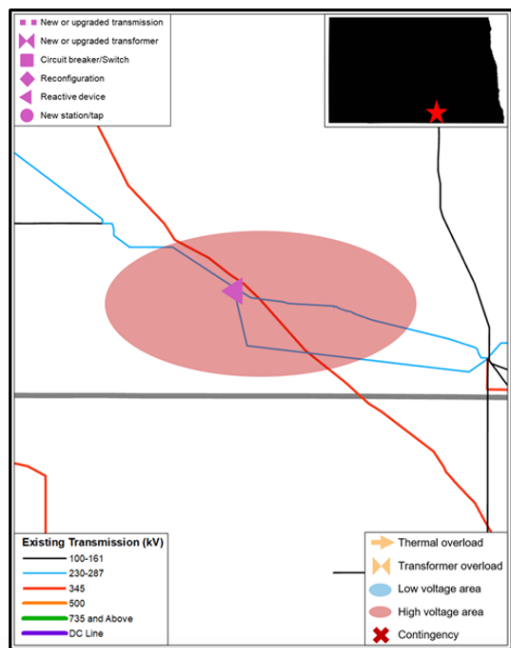 New or upgraded transmission
New or upgraded transformer
Circuit breaker/Switch
Reconfiguration
Reactive device
New station/tap
Existing Transmission (kV)
100-161
230-287
345
500
735 and Above
DC Line
Thermal overload
Transformer overload
Low voltage area
High voltage area
Contingency